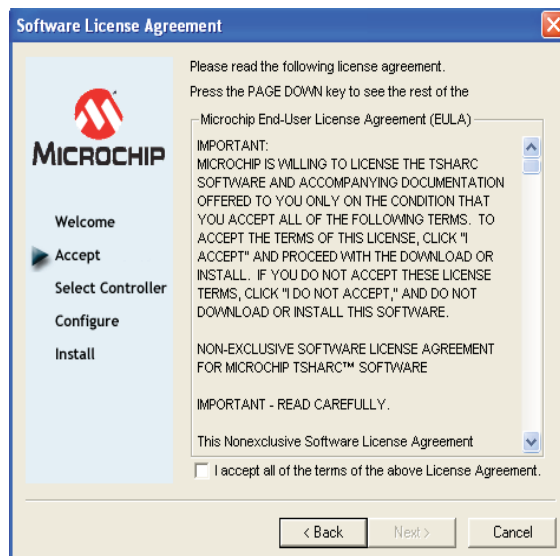 Software License Agreement
Please read the following license agreement.
Press the PAGE DOWN key to see the rest of the
MICROCHIP
Welcome
Accept
Select Controller
Configure
Install
Microchip End-User License Agreement (EULA)
IMPORTANT:
MICROCHIP IS WILLING TO LICENSE THE TSHARC
SOFTWARE AND ACCOMPANYING DOCUMENTATION
OFFERED TO YOU ONLY ON THE CONDITION THAT
YOU ACCEPT ALL OF THE FOLLOWING TERMS. TO
ACCEPT THE TERMS OF THIS LICENSE, CLICK "I
ACCEPT" AND PROCEED WITH THE DOWNLOAD OR
INSTALL. IF YOU DO NOT ACCEPT THESE LICENSE
TERMS, CLICK "I DO NOT ACCEPT," AND DO NOT
DOWNLOAD OR INSTALL THIS SOFTWARE.
NON-EXCLUSIVE SOFTWARE LICENSE AGREEMENT
FOR MICROCHIP TSHARC™ SOFTWARE
IMPORTANT - READ CAREFULLY.
This Nonexclusive Software License Agreement
I accept all of the terms of the above License Agreement.
< Back
Next >
Cancel